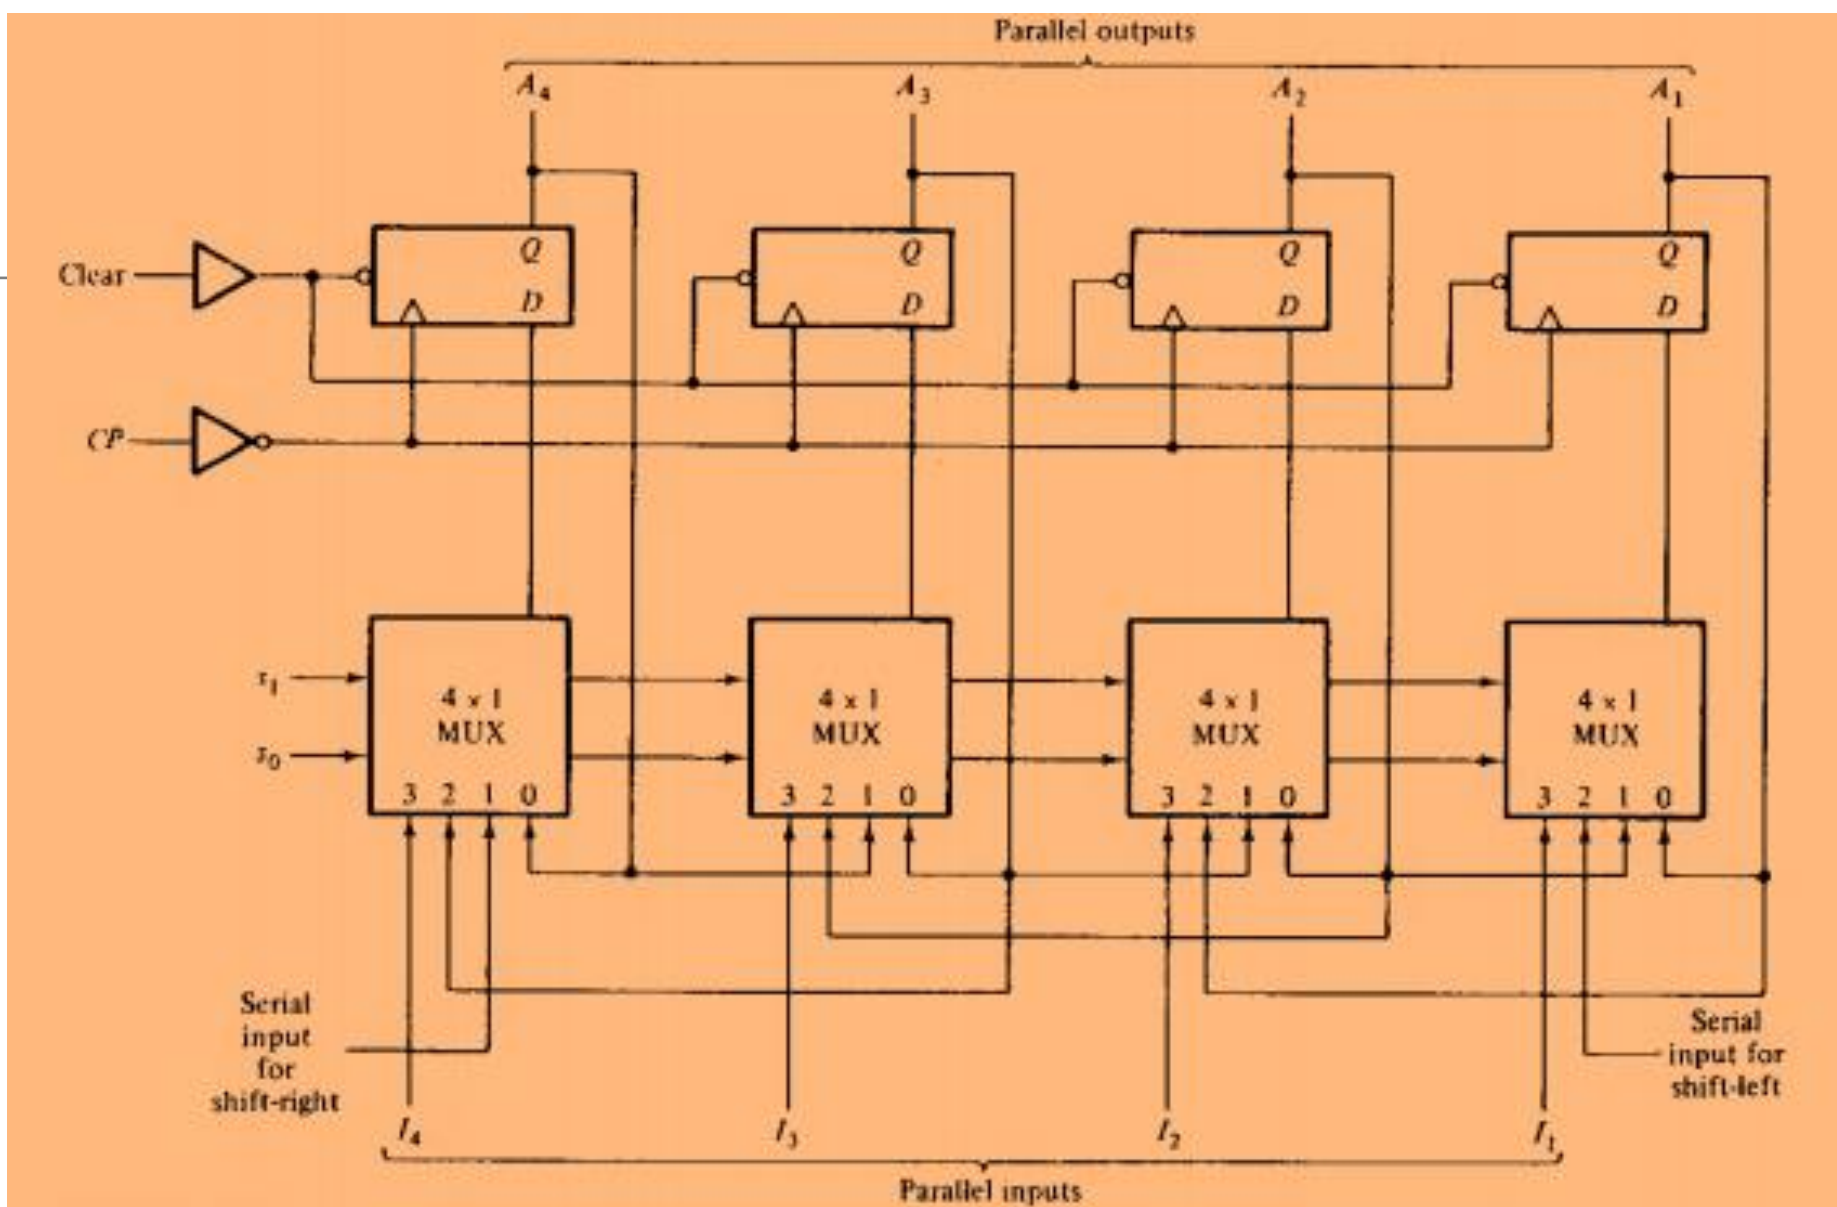 Parallel outputs
A4 A3 A2 A1
Clear
Q Q Q Q
D D D D
CP
s1
s0
4 × 1 4 × 1 4 × 1 4 × 1
MUX MUX MUX MUX
3 2 1 0 3 2 1 0 3 2 1 0 3 2 1 0
Serial
input
for
shift-right
Serial
input for
shift-left
I4 I3 I2 I1
Parallel inputs